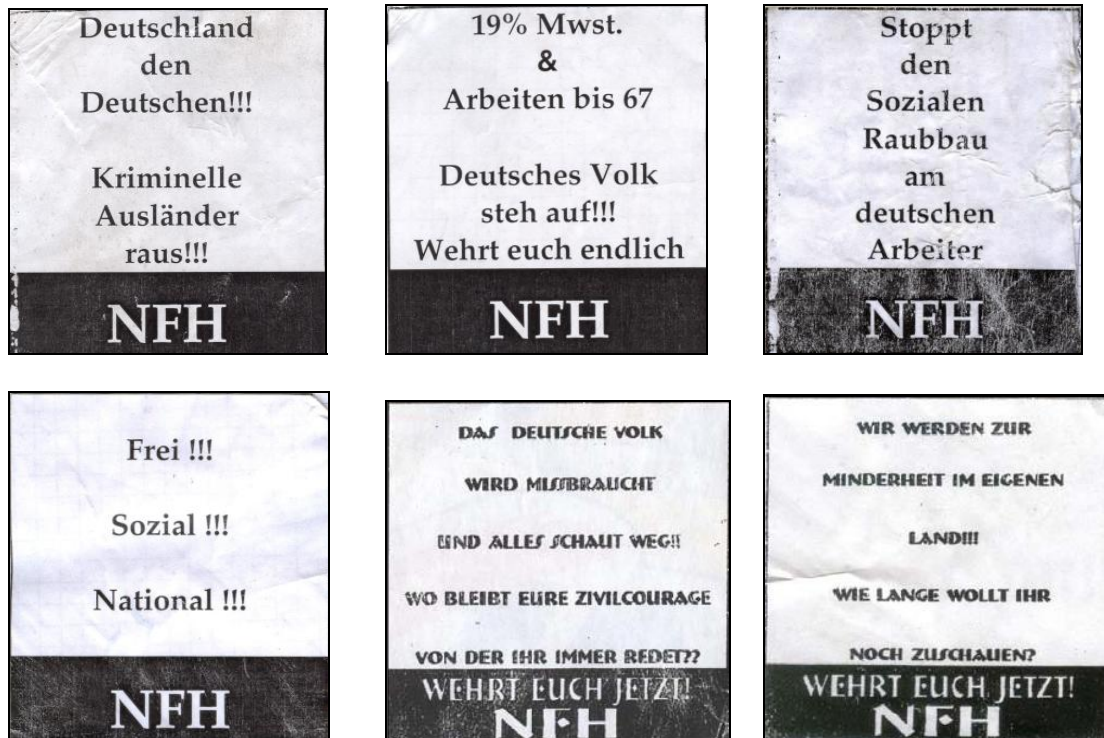 Deutschland
den
Deutschen!!!
Kriminelle
Ausländer
raus!!!
NFH
19% Mwst.
&
Arbeiten bis 67
Deutsches Volk
steh auf!!!
Wehrt euch endlich
NFH
Stoppt
den
Sozialen
Raubbau
am
deutschen
Arbeiter
NFH
Frei !!!
Sozial !!!
National !!!
NFH
DAS DEUTSCHE VOLK
WIRD MISSBRAUCHT
UND ALLES SCHAUT WEG!!
WO BLEIBT EURE ZIVILCOURAGE
VON DER IHR IMMER REDET??
WEHRT EUCH JETZT!
NFH
WIR WERDEN ZUR
MINDERHEIT IM EIGENEN
LAND!!!
WIE LANGE WOLLT IHR
NOCH ZUSCHAUEN?
WEHRT EUCH JETZT!
NFH